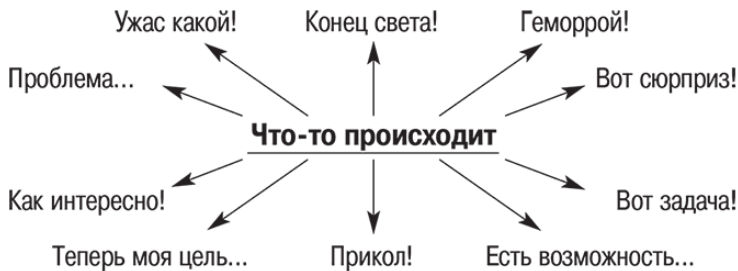 Ужас какой! Конец света! Геморрой!
Проблема... Вот сюрприз!
Что-то происходит
Как интересно! Вот задача!
Теперь моя цель... Прикол! Есть возможность...